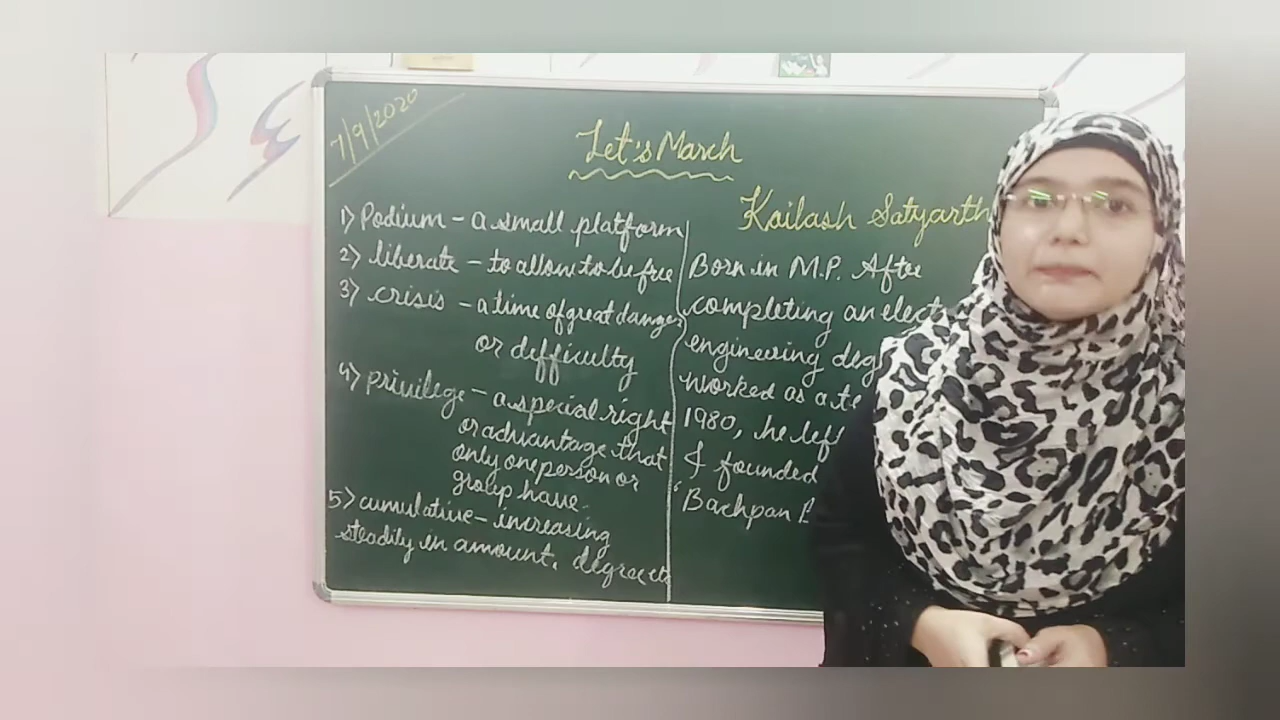 7/9/2020
Let's March
1) Podium - a small platform
2) liberate - to allow to be free
3) crisis - a time of great danger
or difficulty
4) privilege - a special right
or advantage that
only one person or
group have.
5) cumulative - increasing
steadily in amount, degree etc
Kailash Satyarth
Born in M.P. After
completing an elect
engineering deg
worked as a te
1980, he left
& founded
'Bachpan B